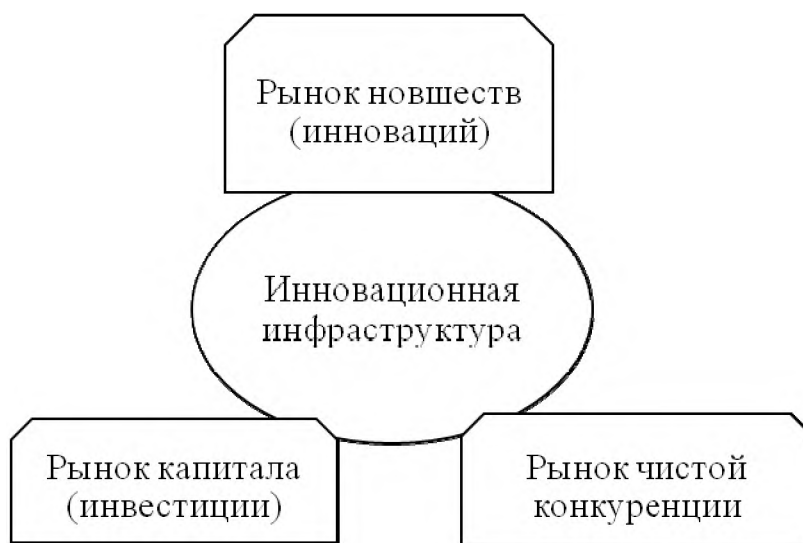 Рынок новшеств
(инноваций)
Инновационная
инфраструктура
Рынок капитала
(инвестиции)
Рынок чистой
конкуренции